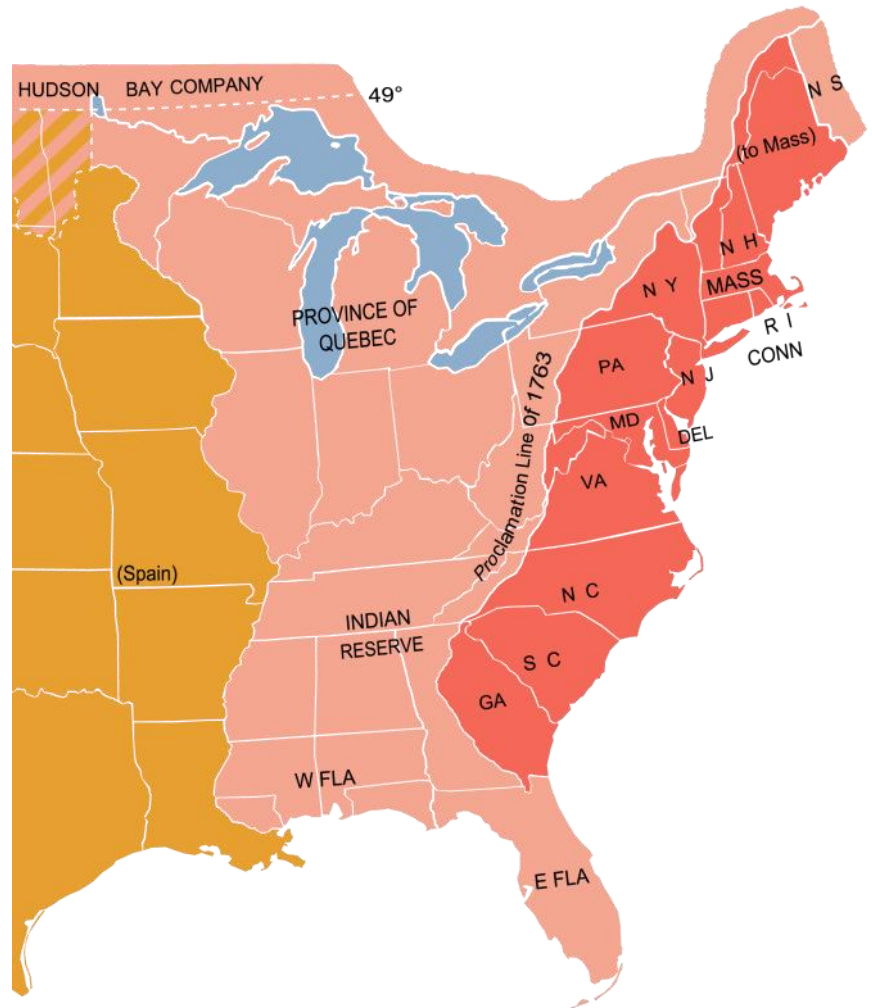 HUDSON BAY COMPANY
49°
N S
(to Mass)
N H
N Y
MASS
R I
CONN
PROVINCE OF
QUEBEC
PA
N J
Proclamation Line 0f 1763
MD
DEL
VA
(Spain)
N C
INDIAN
RESERVE
S C
GA
W FLA
E FLA